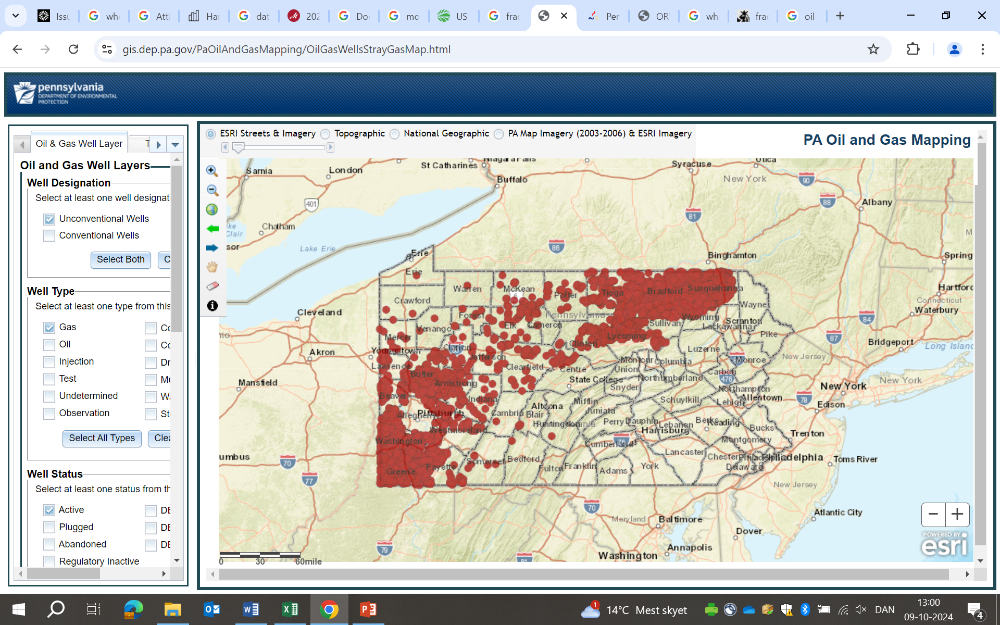 Issu
who
Atti
Har
dat
202
Doc
mo
US
frac
Per
OR
wh
frac
oil
gis.dep.pa.gov/PaOilAndGasMapping/OilGasWellsStrayGasMap.html
pennsylvania
DEPARTMENT OF ENVIRONMENTAL
PROTECTION
Oil & Gas Well Layer
T
Oil and Gas Well Layers
Well Designation
Select at least one well designati
Unconventional Wells
Conventional Wells
Select Both
C
Well Type
Select at least one type from this
Gas
Co
Oil
Co
Injection
Dr
Test
Mu
Undetermined
Wa
Observation
St
Select All Types
Clea
Well Status
Select at least one status from th
Active
DE
Plugged
DE
Abandoned
DE
Regulatory Inactive
ESRI Streets & Imagery
Topographic
National Geographic
PA Map Imagery (2003-2006) & ESRI Imagery
PA Oil and Gas Mapping
Sarnia
London
St Catharines
Niagara Falls
Syracuse
Utica
Buffalo
New York
90
88
Albany
401
81
Chatham
Lake Erie
86
Binghamton
Spring
Erie
Erie
Warren
McKean
Potter
Tioga
Bradford
Susquehanna
Hartford
Crawford
Wayne
Connecticut
Waterbury
Cleveland
Forest
Pennsylvania
Wyoming
Scranton
84
Venango
Elk
Cameron
Sullivan
Lackawanna
Pike
Mercer
Lycoming
87
Bridgeport
Akron
Youngstown
Clarion
Clinton
Luzerne
Long Island
Lawrence
Jefferson
Clearfield
Centre
Montour
Columbia
Monroe
New Jersey
Butler
Union
Carbon
Mansfield
Armstrong
State College
Northumberland
476
New York
New York
Snyder
Northampton
Beaver
Indiana
Altoona
Mifflin
Schuylkill
Lehigh
Allentown
78
Edison
Allegheny
Pittsburgh
Cambria
Blair
Juniata
Huntingdon
Perry
Dauphin
Lebanon
Berks
Reading
Bucks
Westmoreland
Harrisburg
Trenton
Washington
Cumberland
76
Montgomery
umbus
70
Lancaster
Chester
Philadelphia
Philadelphia
Toms River
Greene
Fayette
Somerset
Bedford
Fulton
Franklin
Adams
York
Delaware
77
New Jersey
70
Maryland
Baltimore
Atlantic City
Dover
79
Annapolis
Washington
81
0
30
60mile
POWERED BY
esri
1
14°C Mest skyet
DAN
13:00
09-10-2024
4